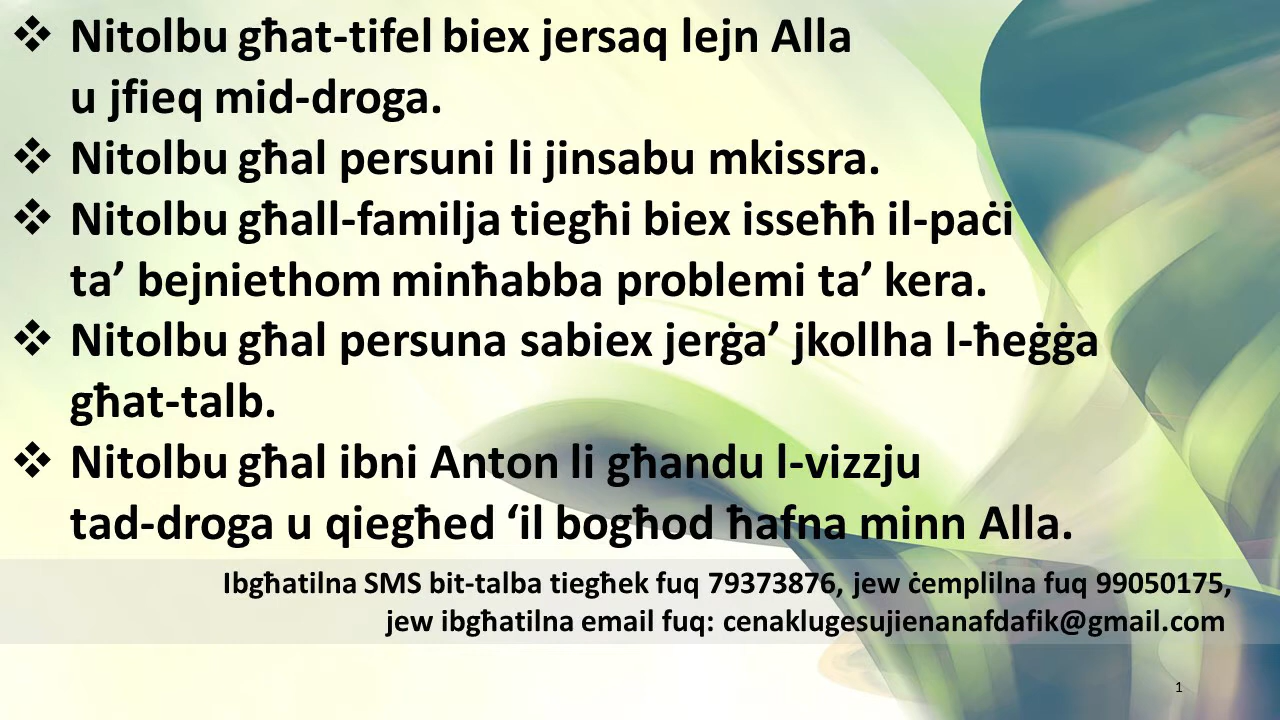 ❖ Nitolbu għat-tifel biex jersaq lejn Alla
u jfieq mid-droga.
❖ Nitolbu għal persuni li jinsabu mkissra.
❖ Nitolbu għall-familja tiegħi biex isseħħ il-paċi
ta’ bejniethom minħabba problemi ta’ kera.
❖ Nitolbu għal persuna sabiex jerġa’ jkollha l-ħeġġa
għat-talb.
❖ Nitolbu għal ibni Anton li għandu l-vizzju
tad-droga u qiegħed ‘il bogħod ħafna minn Alla.
Ibgħatilna SMS bit-talba tiegħek fuq 79373876, jew ċemplilna fuq 99050175,
jew ibgħatilna email fuq: cenaklugesujienanafdafik@gmail.com
1